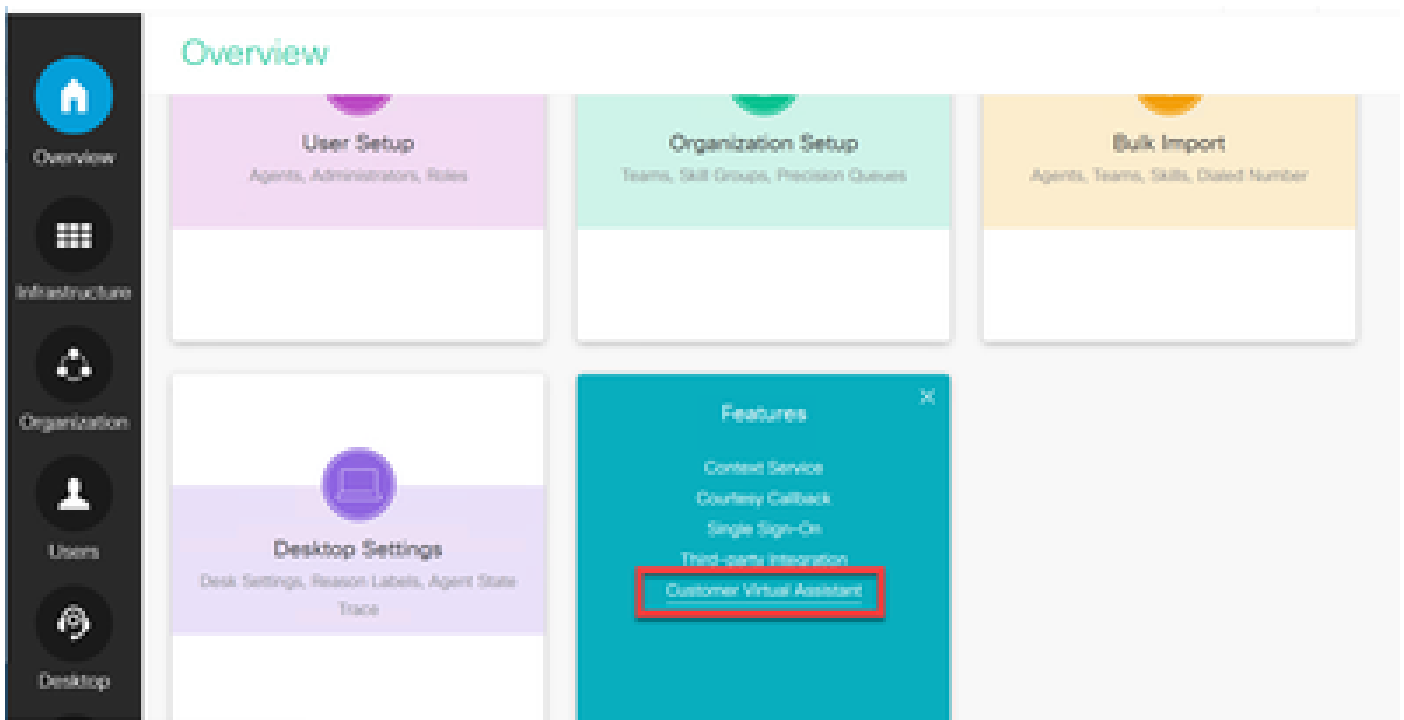 Overview
Overview
Infrastructure
Organization
Users
Desktop
User Setup
Agents, Administrators, Roles
Organization Setup
Teams, Skill Groups, Precision Queues
Bulk Import
Agents, Teams, Skills, Dialed Number
Desktop Settings
Desk Settings, Reason Labels, Agent State
Trace
Features
Context Service
Courtesy Callback
Single Sign-On
Third-party Integration
Customer Virtual Assistant